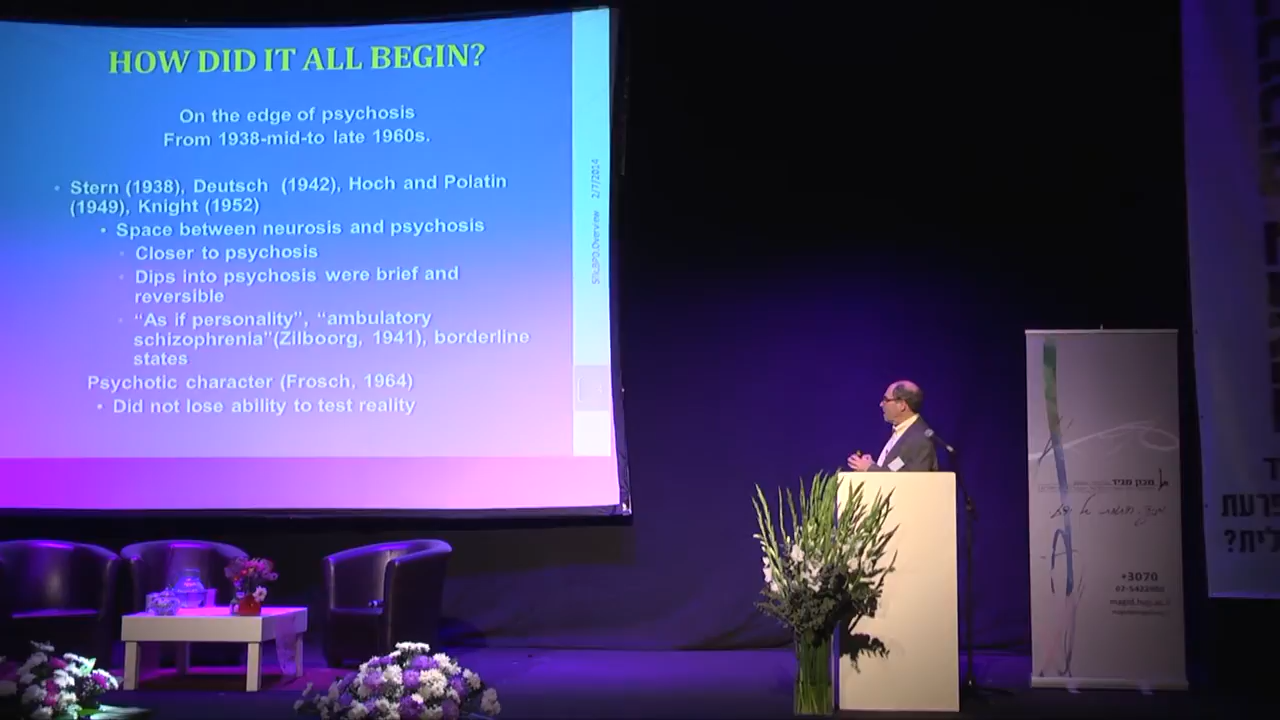 HOW DID IT ALL BEGIN?
On the edge of psychosis
From 1938-mid-to late 1960s.
• Stern (1938), Deutsch (1942), Hoch and Polatin
(1949), Knight (1952)
• Space between neurosis and psychosis
• Closer to psychosis
• Dips into psychosis were brief and
reversible
• “As if personality”, “ambulatory
schizophrenia”(Zilboorg, 1941), borderline
states
Psychotic character (Frosch, 1964)
• Did not lose ability to test reality
2/7/2014
מכון מגיד
*3070